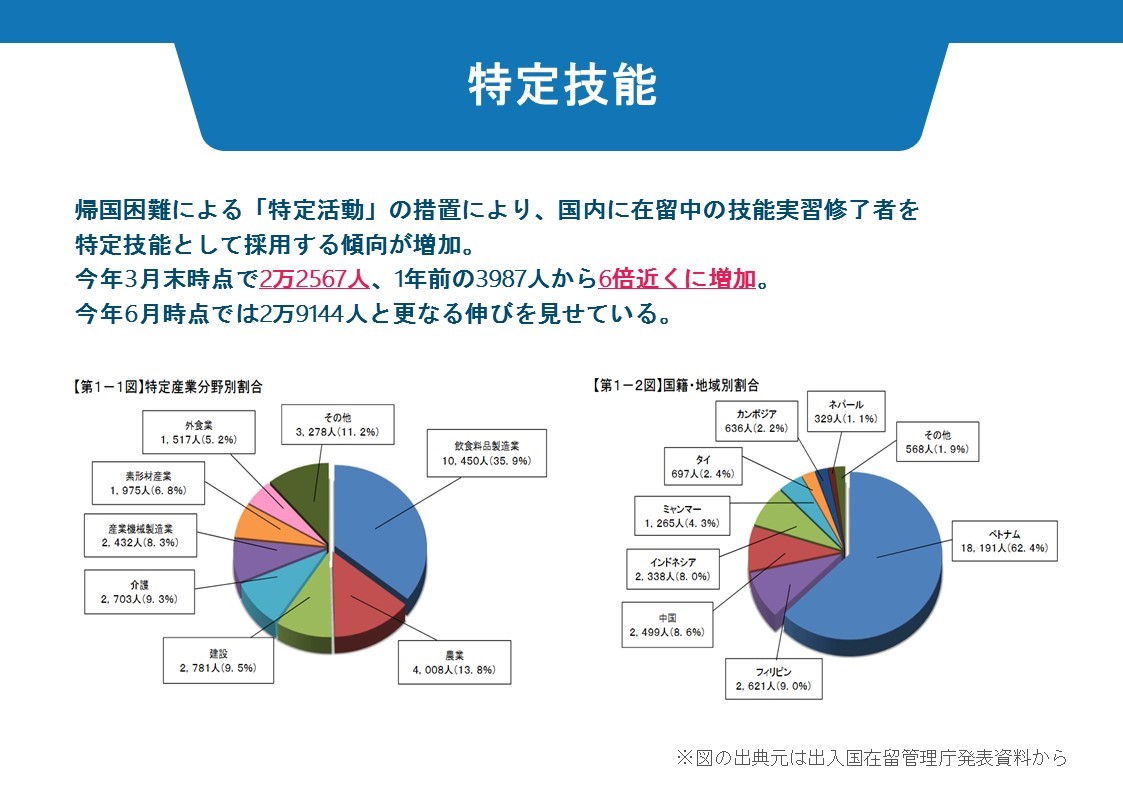 特定技能
帰国困難による「特定活動」の措置により、国内に在留中の技能実習修了者を
特定技能として採用する傾向が増加。
今年3月末時点で2万2567人、1年前の3987人から6倍近くに増加。
今年6月時点では2万9144人と更なる伸びを見せている。
【第1-1図】特定産業分野別割合
その他
3,278人(11.2%)
外食業
1,517人(5.2%)
飲食料品製造業
10,450人(35.9%)
素形材産業
1,975人(6.8%)
産業機械製造業
2,432人(8.3%)
介護
2,703人(9.3%)
建設
2,781人(9.5%)
農業
4,008人(13.8%)
【第1-2図】国籍・地域別割合
ネパール
329人(1.1%)
カンボジア
636人(2.2%)
その他
568人(1.9%)
タイ
697人(2.4%)
ミャンマー
1,265人(4.3%)
ベトナム
18,191人(62.4%)
インドネシア
2,338人(8.0%)
中国
2,499人(8.6%)
フィリピン
2,621人(9.0%)
※図の出典元は出入国在留管理庁発表資料から